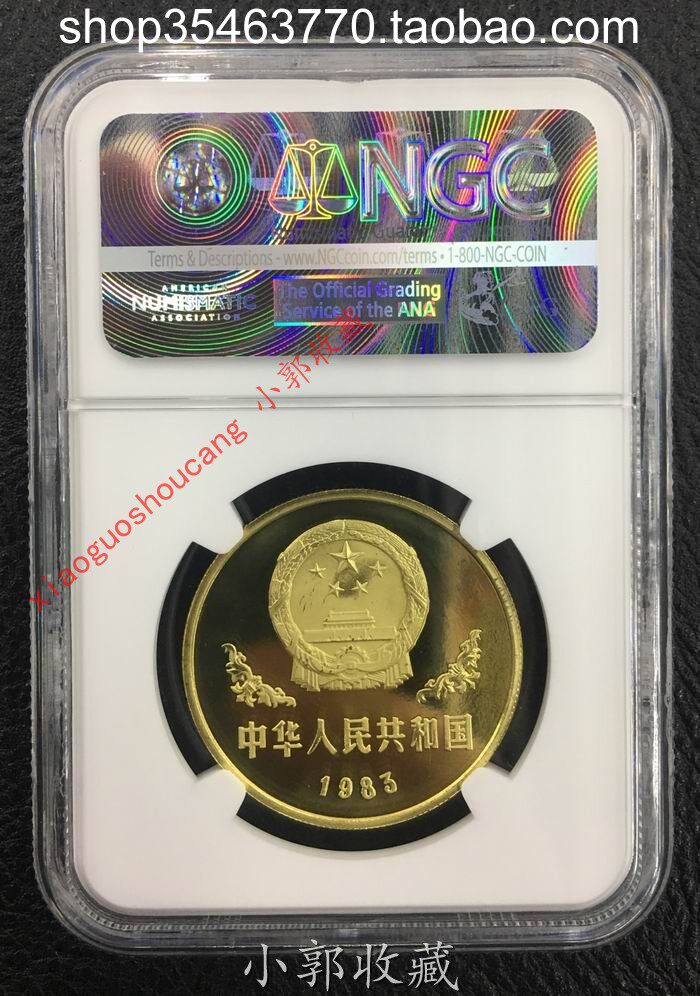 shop35463770.taobao.com
NGC
Terms & Descriptions - www.NGCcoin.com/terms • 1-800-NGC-COIN
AMERICAN
NUMISMATIC
ASSOCIATION
The Official Grading
Service of the ANA
xiaoguoshoucang 小郭收藏
中华人民共和国
1983
小郭收藏